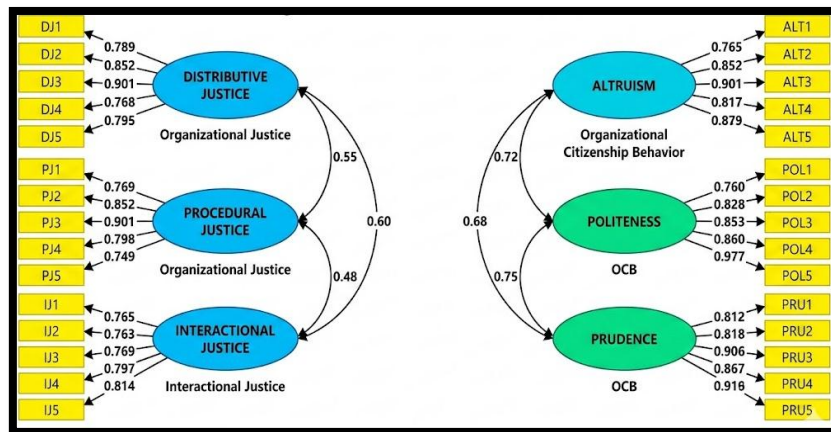 DJ1
DJ2
DJ3
DJ4
DJ5
0.789
0.852
0.901
0.768
0.795
DISTRIBUTIVE
JUSTICE
Organizational Justice
PJ1
PJ2
PJ3
PJ4
PJ5
0.769
0.852
0.901
0.798
0.749
PROCEDURAL
JUSTICE
Organizational Justice
IJ1
IJ2
IJ3
IJ4
IJ5
0.765
0.763
0.769
0.797
0.814
INTERACTIONAL
JUSTICE
Interactional Justice
0.55
0.60
0.48
ALTRUISM
Organizational
Citizenship Behavior
0.765
0.852
0.901
0.817
0.879
ALT1
ALT2
ALT3
ALT4
ALT5
POLITENESS
OCB
0.760
0.828
0.853
0.860
0.977
POL1
POL2
POL3
POL4
POL5
PRUDENCE
OCB
0.812
0.818
0.906
0.867
0.916
PRU1
PRU2
PRU3
PRU4
PRU5
0.72
0.68
0.75